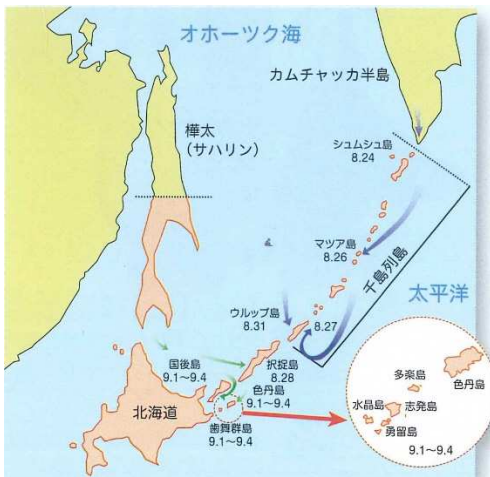 オホーツク海
カムチャッカ半島
樺太
（サハリン）
シュムシュ島
8.24
マツア島
8.26
千島列島
太平洋
ウルップ島
8.31
8.27
国後島
9.1〜9.4
択捉島
8.28
色丹島
9.1〜9.4
北海道
歯舞群島
9.1〜9.4
色丹島
多楽島
水晶島
志発島
勇留島
9.1〜9.4